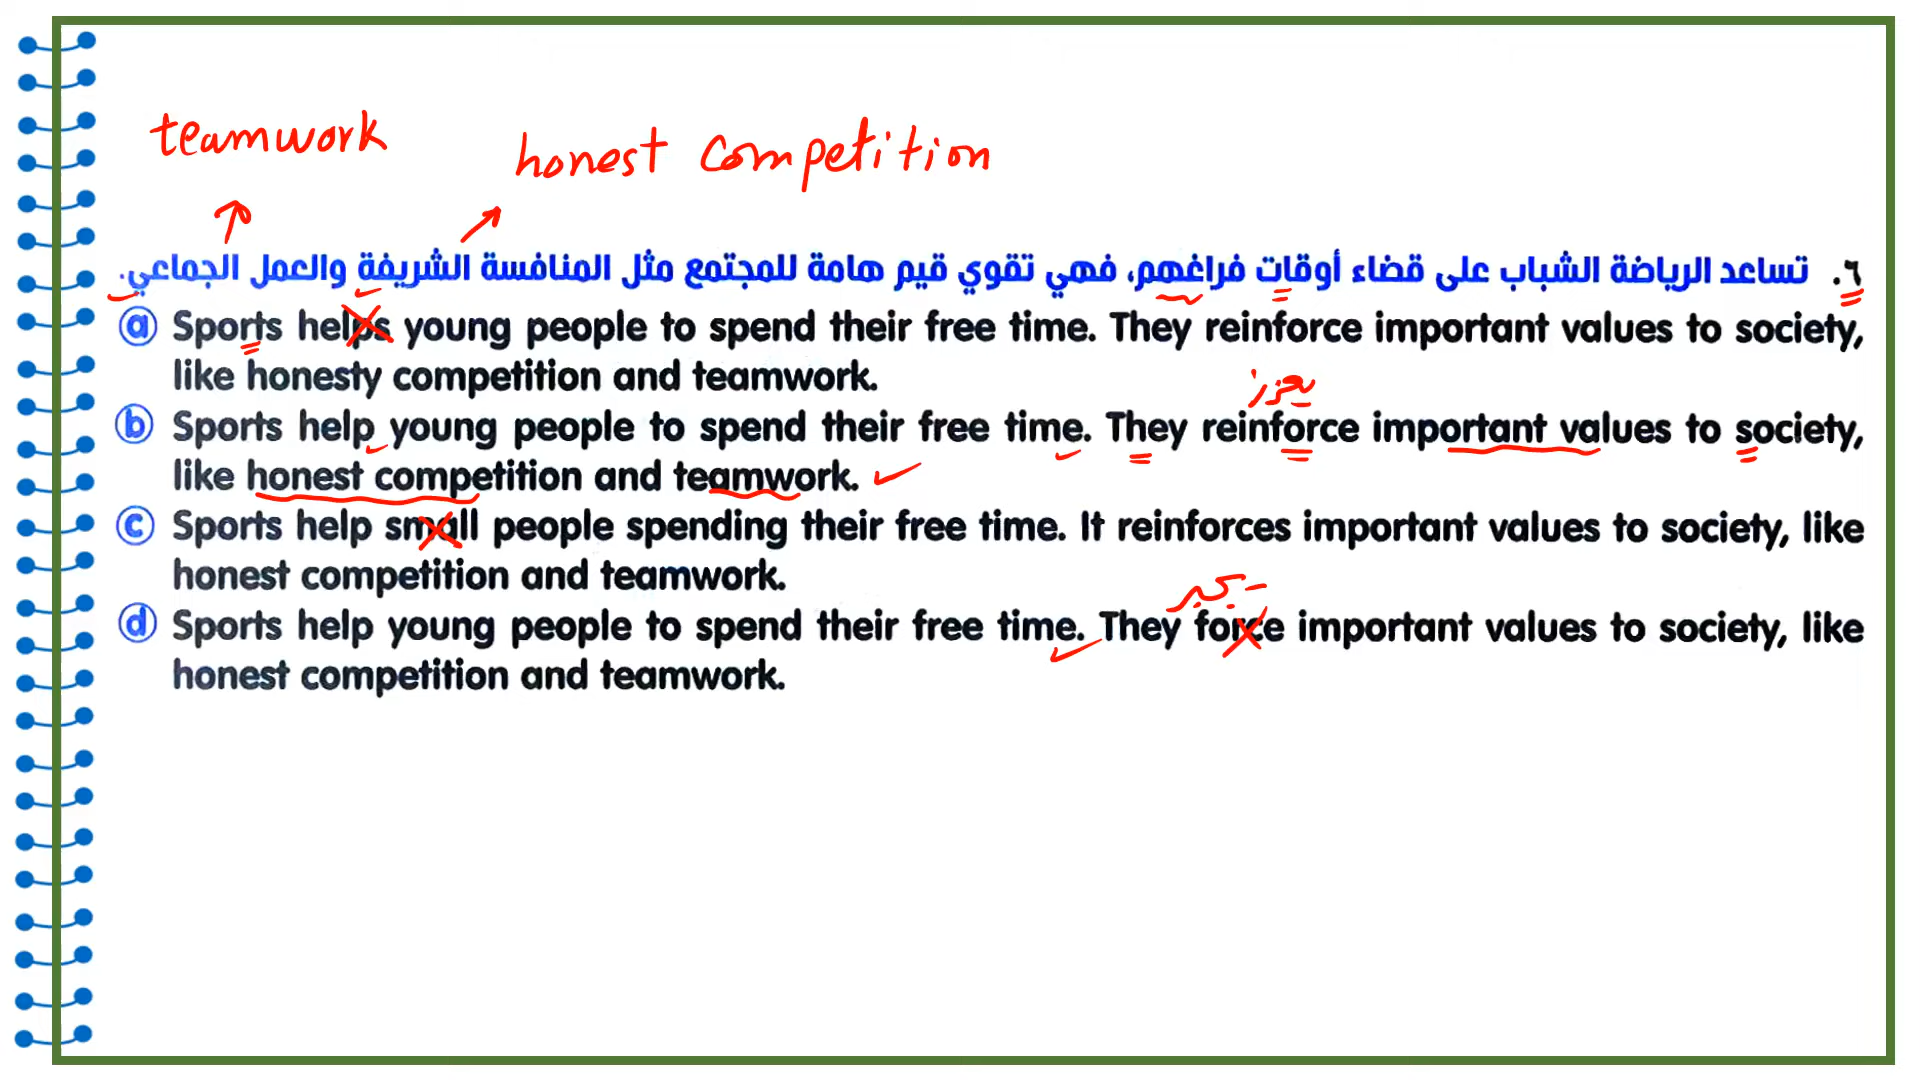 teamwork
honest competition
٦. تساعد الرياضة الشباب على قضاء أوقات فراغهم، فهي تقوي قيم هامة للمجتمع مثل المنافسة الشريفة والعمل الجماعي.
ⓐ Sports helps young people to spend their free time. They reinforce important values to society,
like honesty competition and teamwork.
يعزز
ⓑ Sports help young people to spend their free time. They reinforce important values to society,
like honest competition and teamwork.
ⓒ Sports help small people spending their free time. It reinforces important values to society, like
honest competition and teamwork.
ⓓ Sports help young people to spend their free time. They force important values to society, like
honest competition and teamwork.